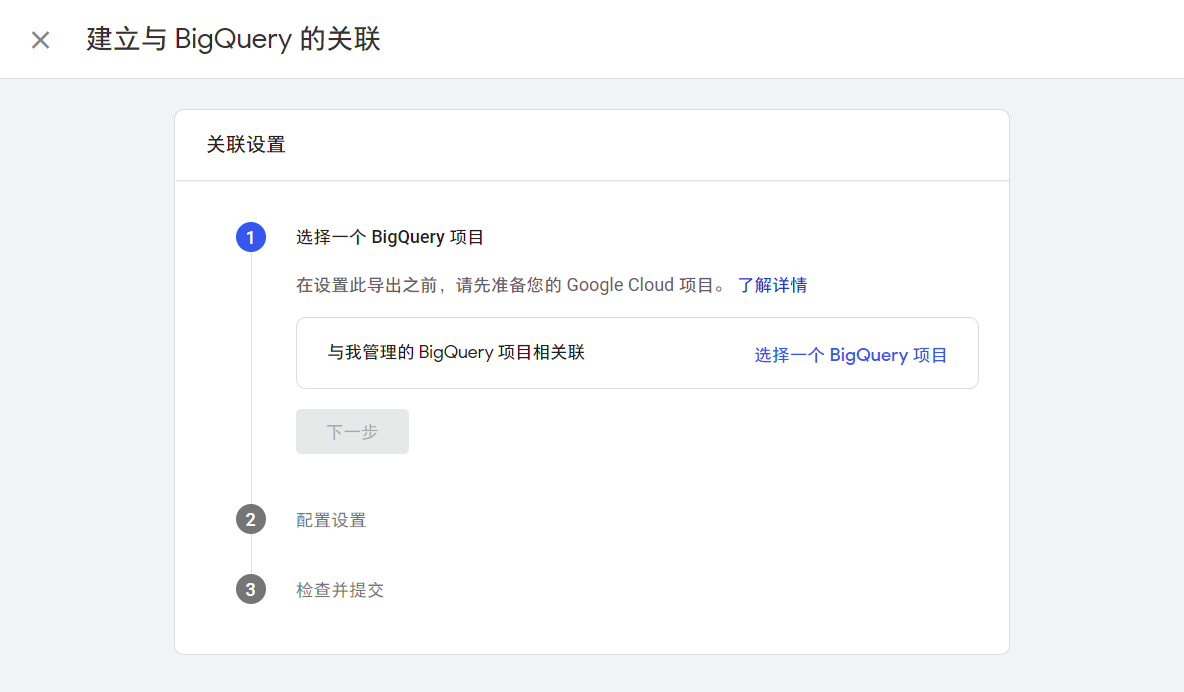 建立与 BigQuery 的关联
关联设置
1
选择一个 BigQuery 项目
在设置此导出之前，请先准备您的 Google Cloud 项目。 了解详情
与我管理的 BigQuery 项目相关联
选择一个 BigQuery 项目
下一步
2
配置设置
3
检查并提交